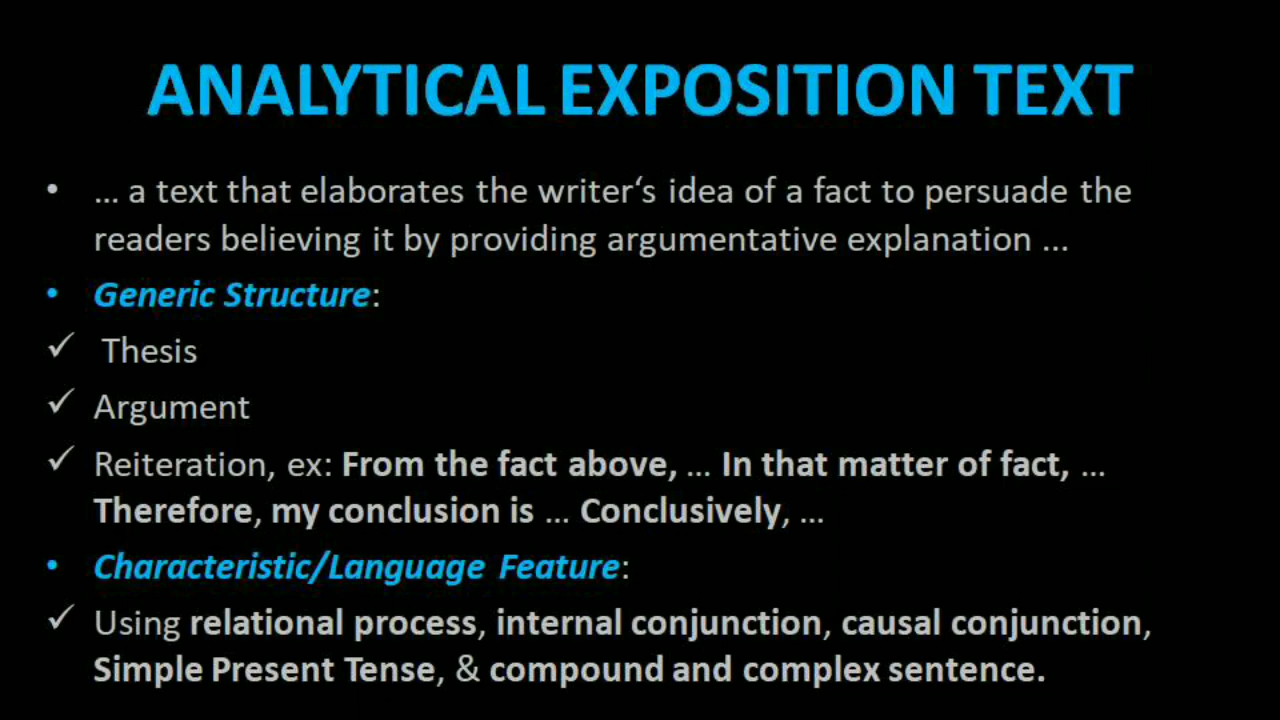 ANALYTICAL EXPOSITION TEXT
• … a text that elaborates the writer‘s idea of a fact to persuade the
readers believing it by providing argumentative explanation …
• Generic Structure:
✓ Thesis
✓ Argument
✓ Reiteration, ex: From the fact above, … In that matter of fact, …
Therefore, my conclusion is … Conclusively, …
• Characteristic/Language Feature:
✓ Using relational process, internal conjunction, causal conjunction,
Simple Present Tense, & compound and complex sentence.